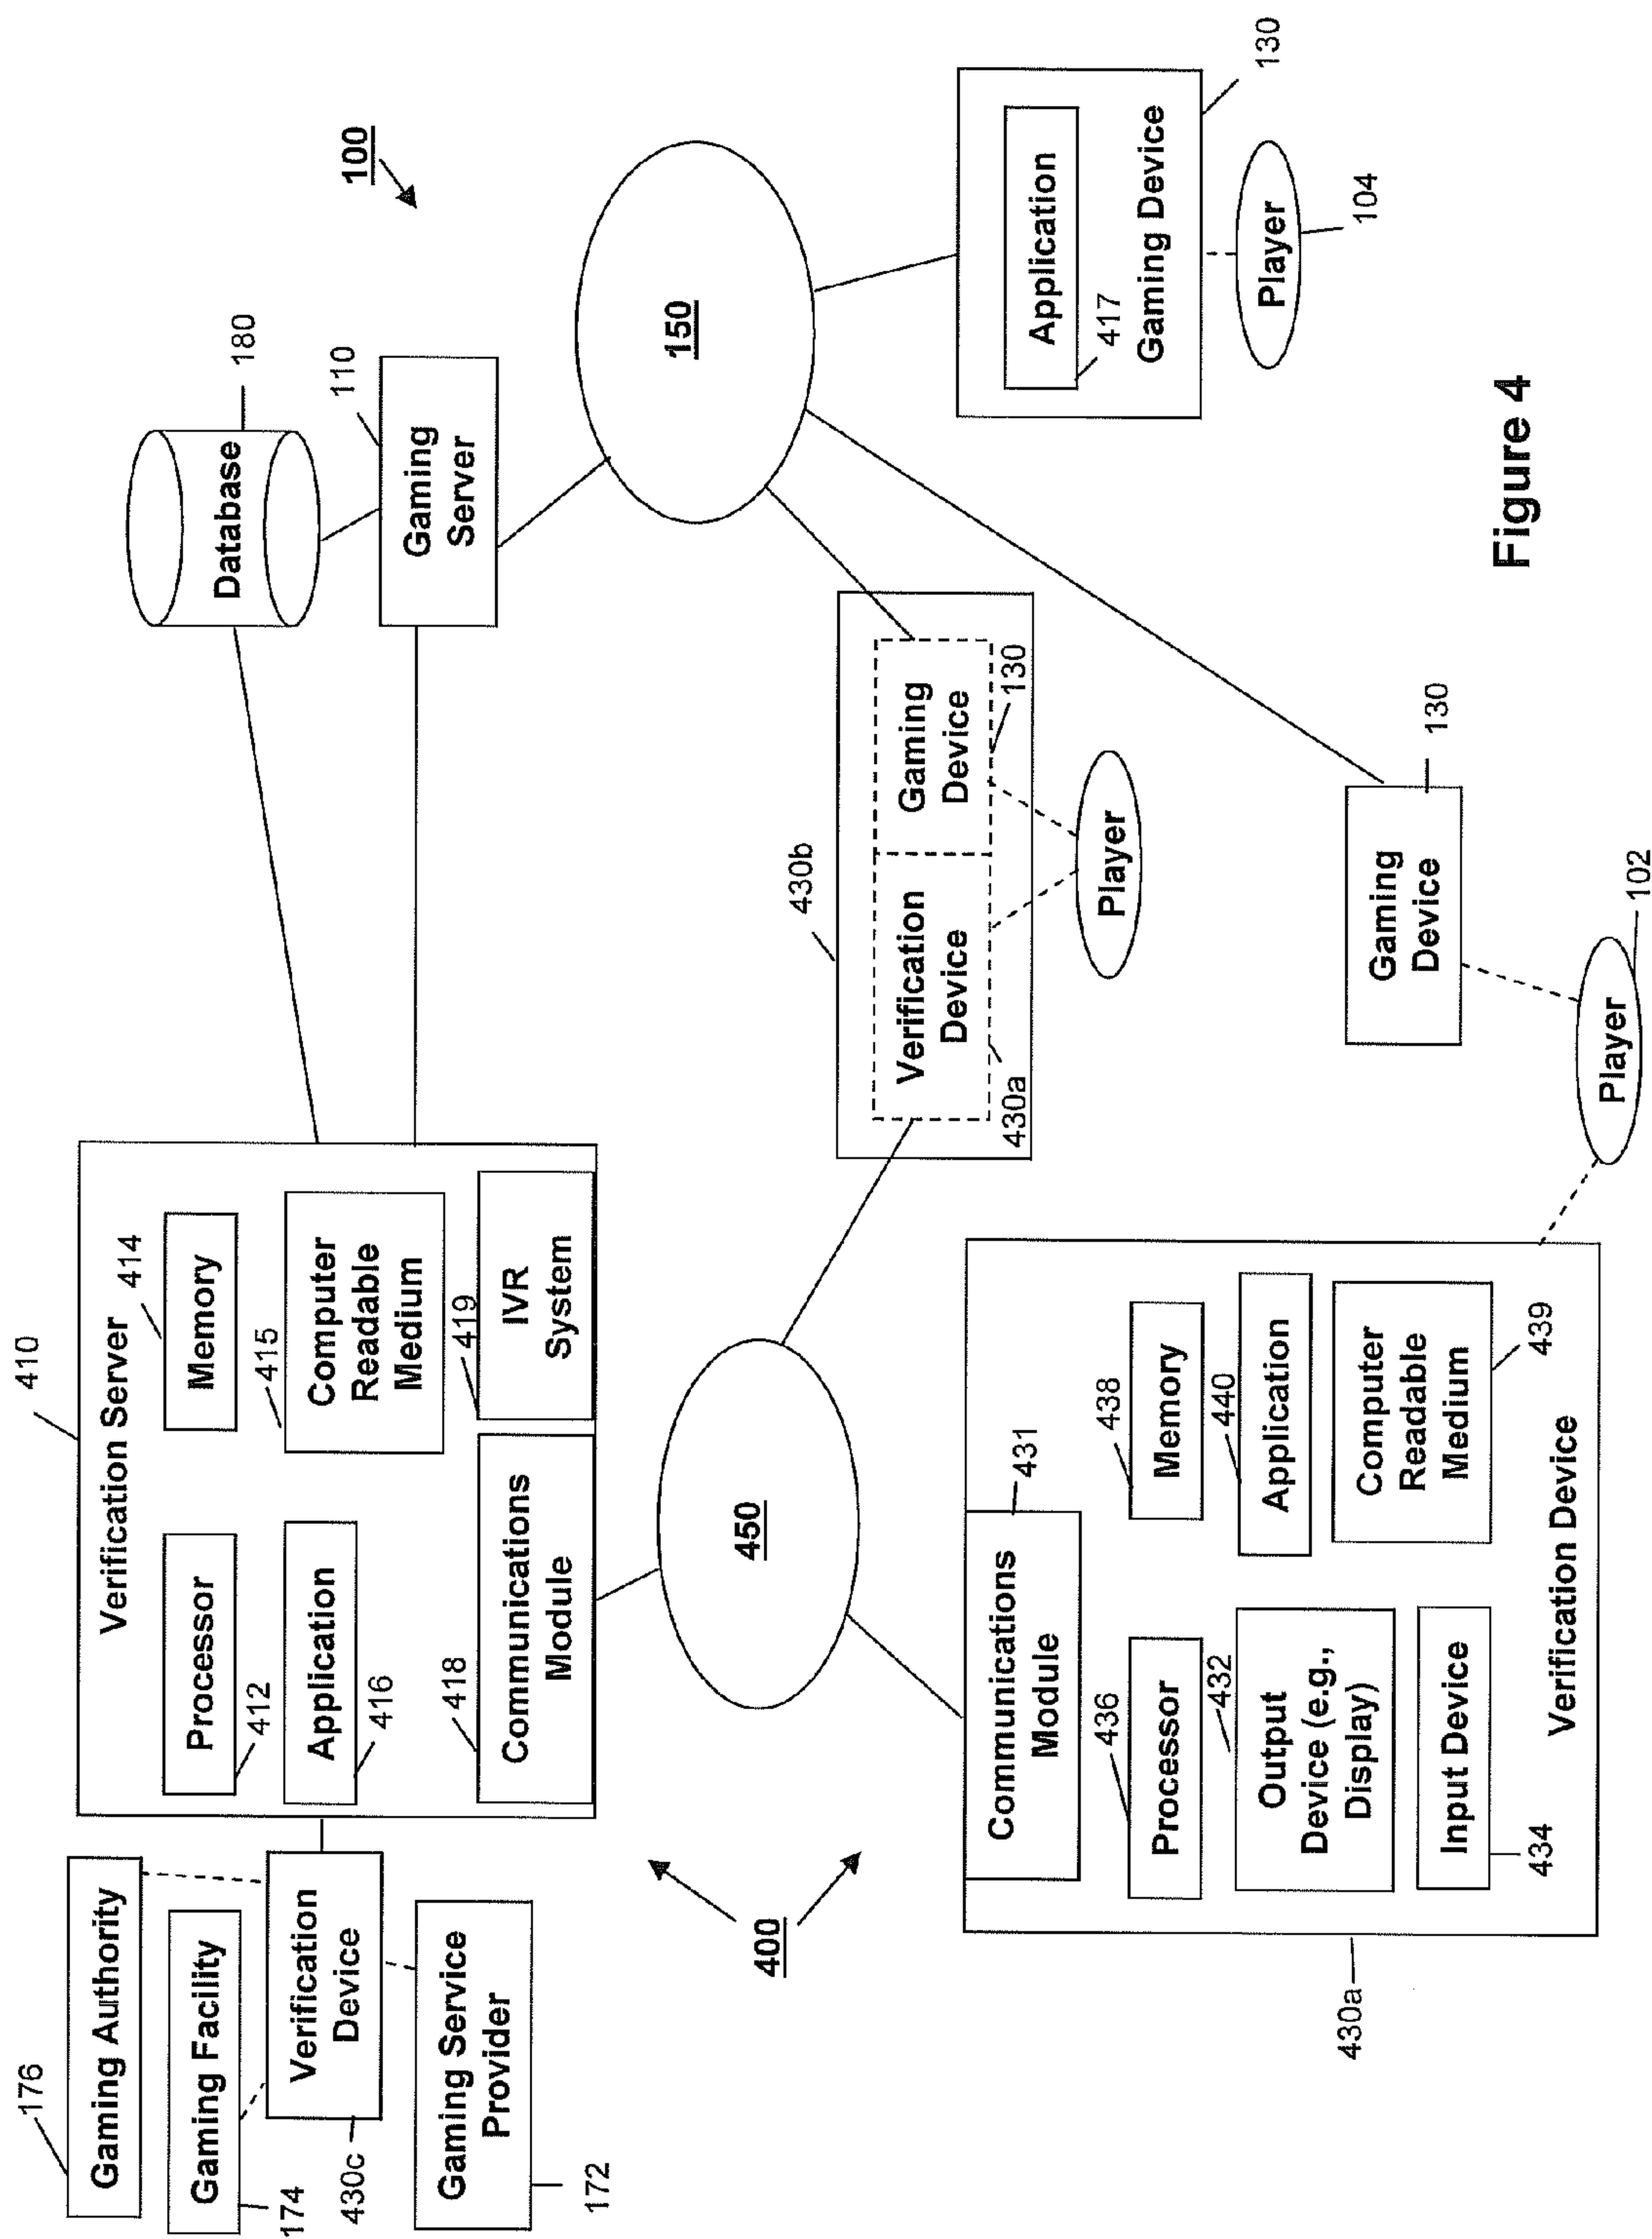 176
Gaming Authority
Gaming Facility
174
Verification
Device
430c
Gaming Service
Provider
172
410
Verification Server
Processor
412
Memory
414
Application
416
415
Computer
Readable
Medium
418
Communications
Module
419
IVR
System
Database
180
110
Gaming
Server
100
150
450
400
430b
Verification
Device
430a
Gaming
Device
130
Player
Application
417
Gaming Device
130
Player
104
Gaming
Device
130
Player
102
Communications
Module
431
436
Processor
438
Memory
432
Output
Device (e.g.,
Display)
440
Application
Input Device
434
Computer
Readable
Medium
439
Verification Device
430a
Figure 4